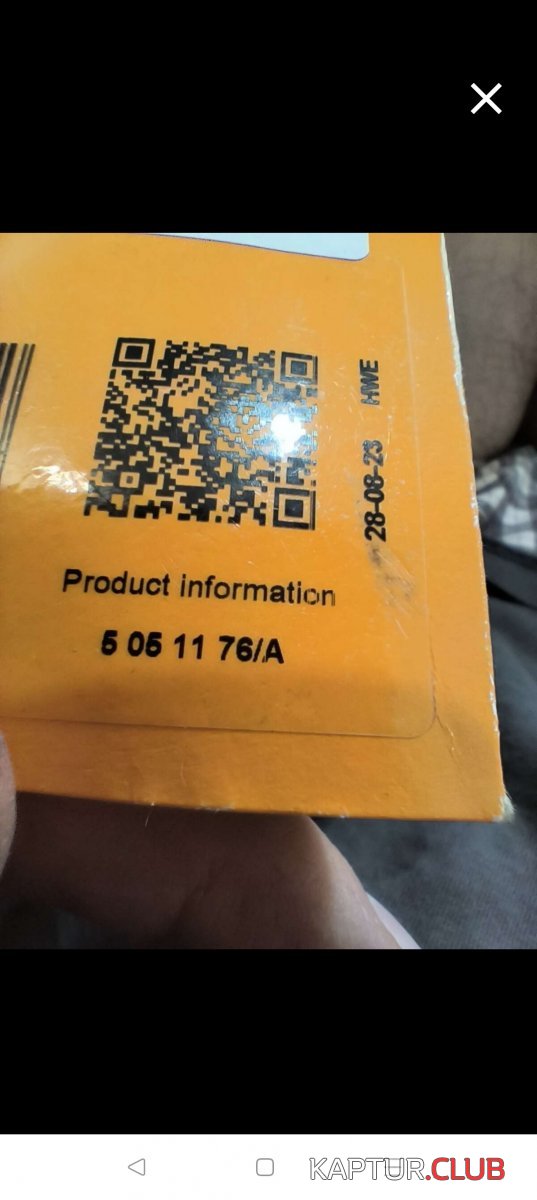 28-08-23 HWE
Product information
5 05 11 76/A
KAPTUR.CLUB